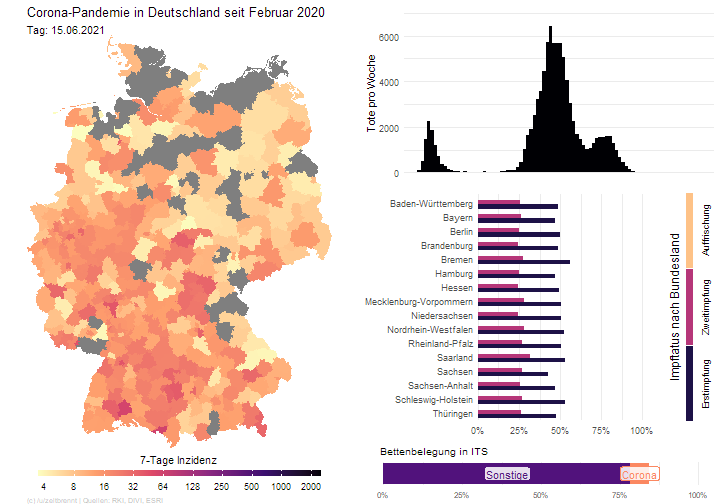 Corona-Pandemie in Deutschland seit Februar 2020
Tag: 15.06.2021
7-Tage Inzidenz
4 8 16 32 64 125 250 500 1000 2000
(c) /u/zeitbremt | Quellen: RKI, DIVI, ESRI
Tote pro Woche
6000
4000
2000
0
Baden-Württemberg
Bayern
Berlin
Brandenburg
Bremen
Hamburg
Hessen
Mecklenburg-Vorpommern
Niedersachsen
Nordrhein-Westfalen
Rheinland-Pfalz
Saarland
Sachsen
Sachsen-Anhalt
Schleswig-Holstein
Thüringen
0% 25% 50% 75% 100%
Impfstatus nach Bundesland
Auffrischung
Zweitimpfung
Erstimpfung
Bettenbelegung in ITS
Sonstige Corona
0% 25% 50% 75% 100%